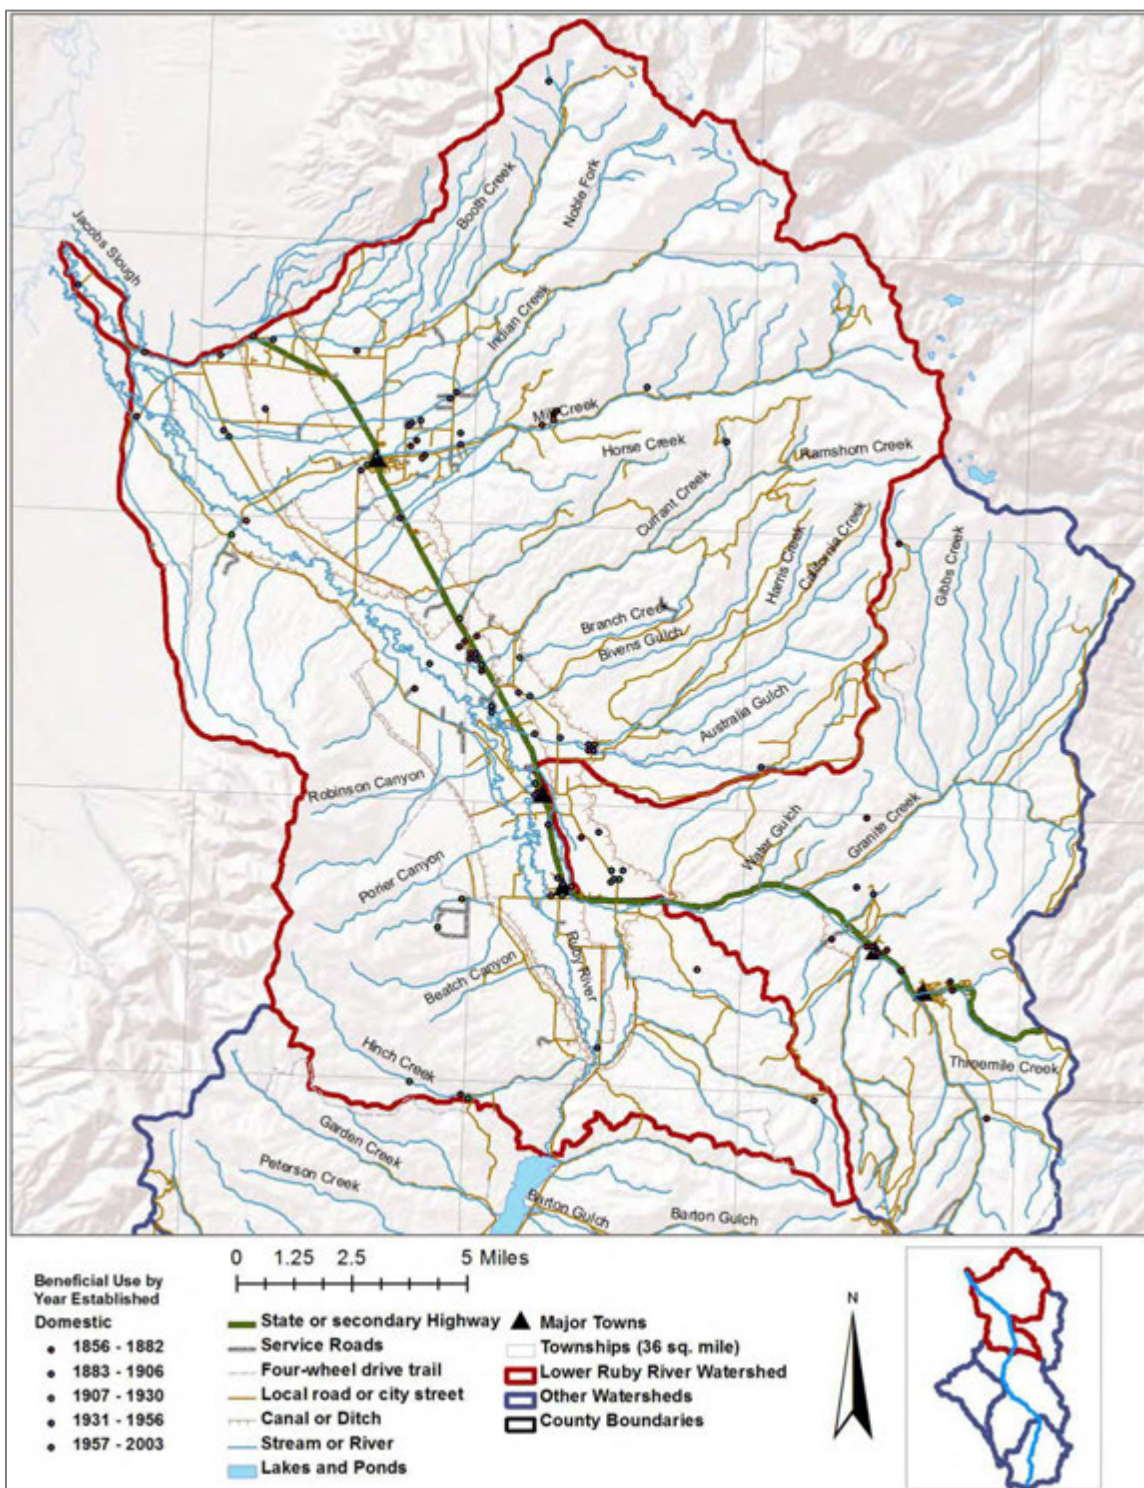 Jacobs Slough
Booth Creek
Noble Fork
Indian Creek
Mill Creek
Horse Creek
Ramshorn Creek
Currant Creek
Harris Creek
California Creek
Gibbs Creek
Branch Creek
Bivens Gulch
Australia Gulch
Robinson Canyon
Water Gulch
Granite Creek
Porier Canyon
Ruby River
Beatch Canyon
Hinch Creek
Threemile Creek
Garden Creek
Peterson Creek
Barton Gulch
Barton Gulch
Beneficial Use by
Year Established
Domestic
1856 - 1882
1883 - 1906
1907 - 1930
1931 - 1956
1957 - 2003
0 1.25 2.5 5 Miles
State or secondary Highway
Service Roads
Four-wheel drive trail
Local road or city street
Canal or Ditch
Stream or River
Lakes and Ponds
Major Towns
Townships (36 sq. mile)
Lower Ruby River Watershed
Other Watersheds
County Boundaries
N